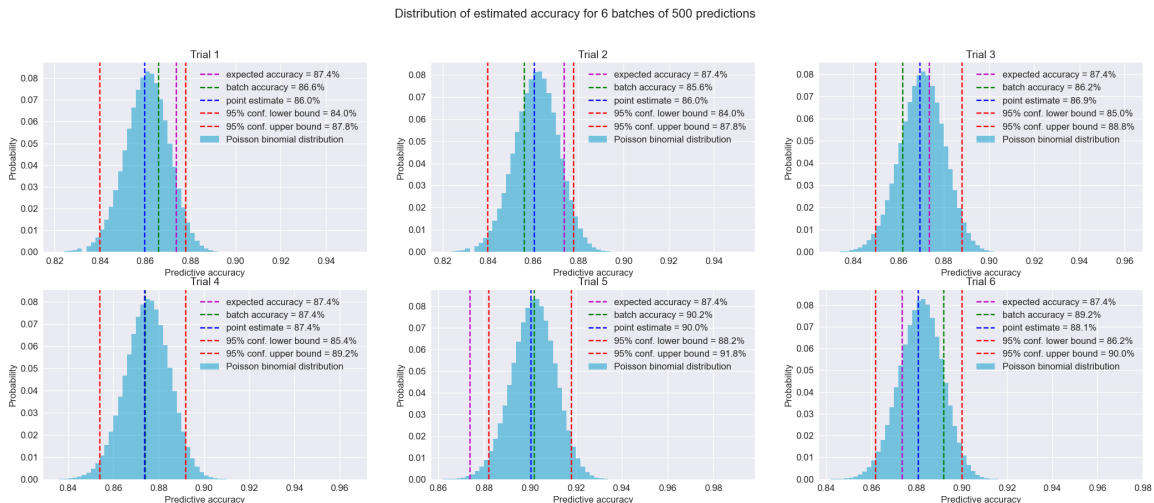 Distribution of estimated accuracy for 6 batches of 500 predictions
Trial 1
expected accuracy = 87.4%
batch accuracy = 86.6%
point estimate = 86.0%
95% conf. lower bound = 84.0%
95% conf. upper bound = 87.8%
Poisson binomial distribution
Probability
0.08
0.07
0.06
0.05
0.04
0.03
0.02
0.01
0.00
0.82 0.84 0.86 0.88 0.90 0.92 0.94
Predictive accuracy
Trial 2
expected accuracy = 87.4%
batch accuracy = 85.6%
point estimate = 86.0%
95% conf. lower bound = 84.0%
95% conf. upper bound = 87.8%
Poisson binomial distribution
Probability
0.08
0.07
0.06
0.05
0.04
0.03
0.02
0.01
0.00
0.82 0.84 0.86 0.88 0.90 0.92 0.94
Predictive accuracy
Trial 3
expected accuracy = 87.4%
batch accuracy = 86.2%
point estimate = 86.9%
95% conf. lower bound = 85.0%
95% conf. upper bound = 88.8%
Poisson binomial distribution
Probability
0.08
0.07
0.06
0.05
0.04
0.03
0.02
0.01
0.00
0.84 0.86 0.88 0.90 0.92 0.94 0.96
Predictive accuracy
Trial 4
expected accuracy = 87.4%
batch accuracy = 87.4%
point estimate = 87.4%
95% conf. lower bound = 85.4%
95% conf. upper bound = 89.2%
Poisson binomial distribution
Probability
0.08
0.07
0.06
0.05
0.04
0.03
0.02
0.01
0.00
0.84 0.86 0.88 0.90 0.92 0.94 0.96
Predictive accuracy
Trial 5
expected accuracy = 87.4%
batch accuracy = 90.2%
point estimate = 90.0%
95% conf. lower bound = 88.2%
95% conf. upper bound = 91.8%
Poisson binomial distribution
Probability
0.08
0.07
0.06
0.05
0.04
0.03
0.02
0.01
0.00
0.86 0.88 0.90 0.92 0.94 0.96 0.98
Predictive accuracy
Trial 6
expected accuracy = 87.4%
batch accuracy = 89.2%
point estimate = 88.1%
95% conf. lower bound = 86.2%
95% conf. upper bound = 90.0%
Poisson binomial distribution
Probability
0.08
0.07
0.06
0.05
0.04
0.03
0.02
0.01
0.00
0.84 0.86 0.88 0.90 0.92 0.94 0.96 0.98
Predictive accuracy